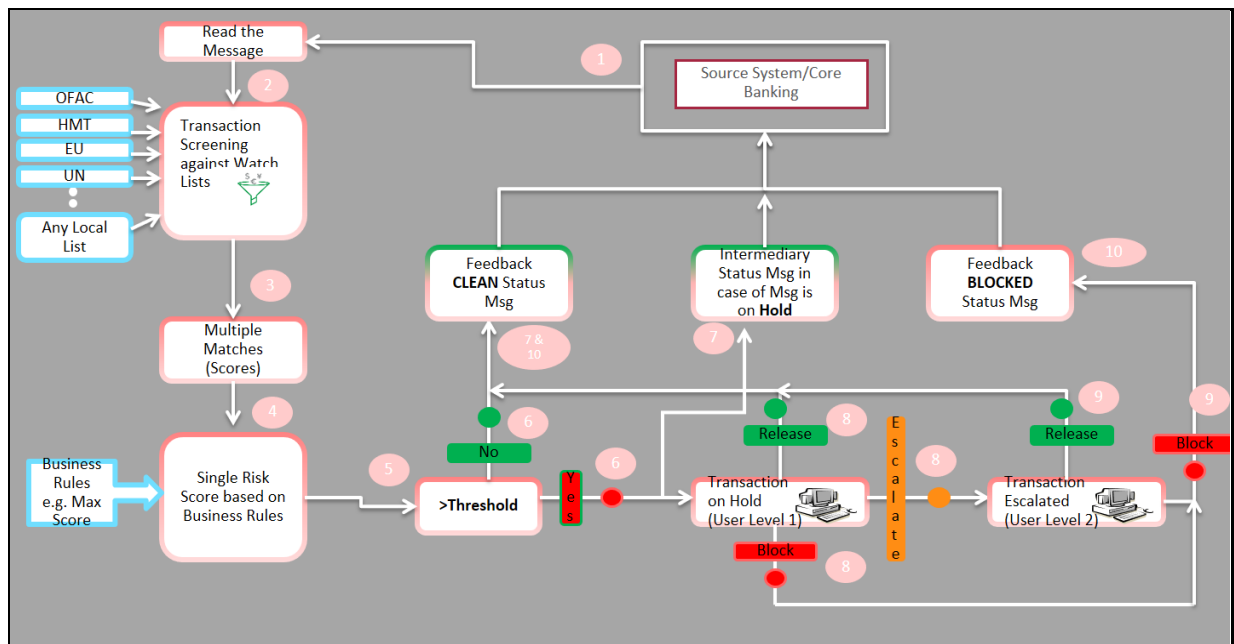 Read the
Message
1
Source System/Core
Banking
2
OFAC
HMT
EU
UN
Any Local
List
Transaction
Screening
against Watch
Lists
3
Feedback
CLEAN Status
Msg
Intermediary
Status Msg in
case of Msg is
on Hold
Feedback
BLOCKED
Status Msg
10
Multiple
Matches
(Scores)
7 &
10
7
4
6
No
Release
8
Escalate
9
Release
9
Block
Business
Rules
e.g. Max
Score
Single Risk
Score based on
Business Rules
5
>Threshold
Yes
6
Transaction
on Hold
(User Level 1)
8
Transaction
Escalated
(User Level 2)
Block
8